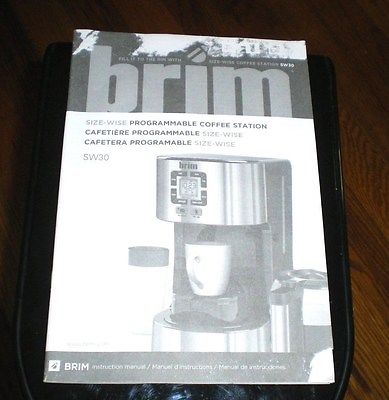 FILL IT TO THE RIM WITH
SIZE-WISE COFFEE STATION SW30
brim
SIZE-WISE PROGRAMMABLE COFFEE STATION
CAFETIÈRE PROGRAMMABLE SIZE-WISE
CAFETERA PROGRAMABLE SIZE-WISE
SW30
brim
BRIM instruction manual / Manuel d'instructions / Manual de instrucciones